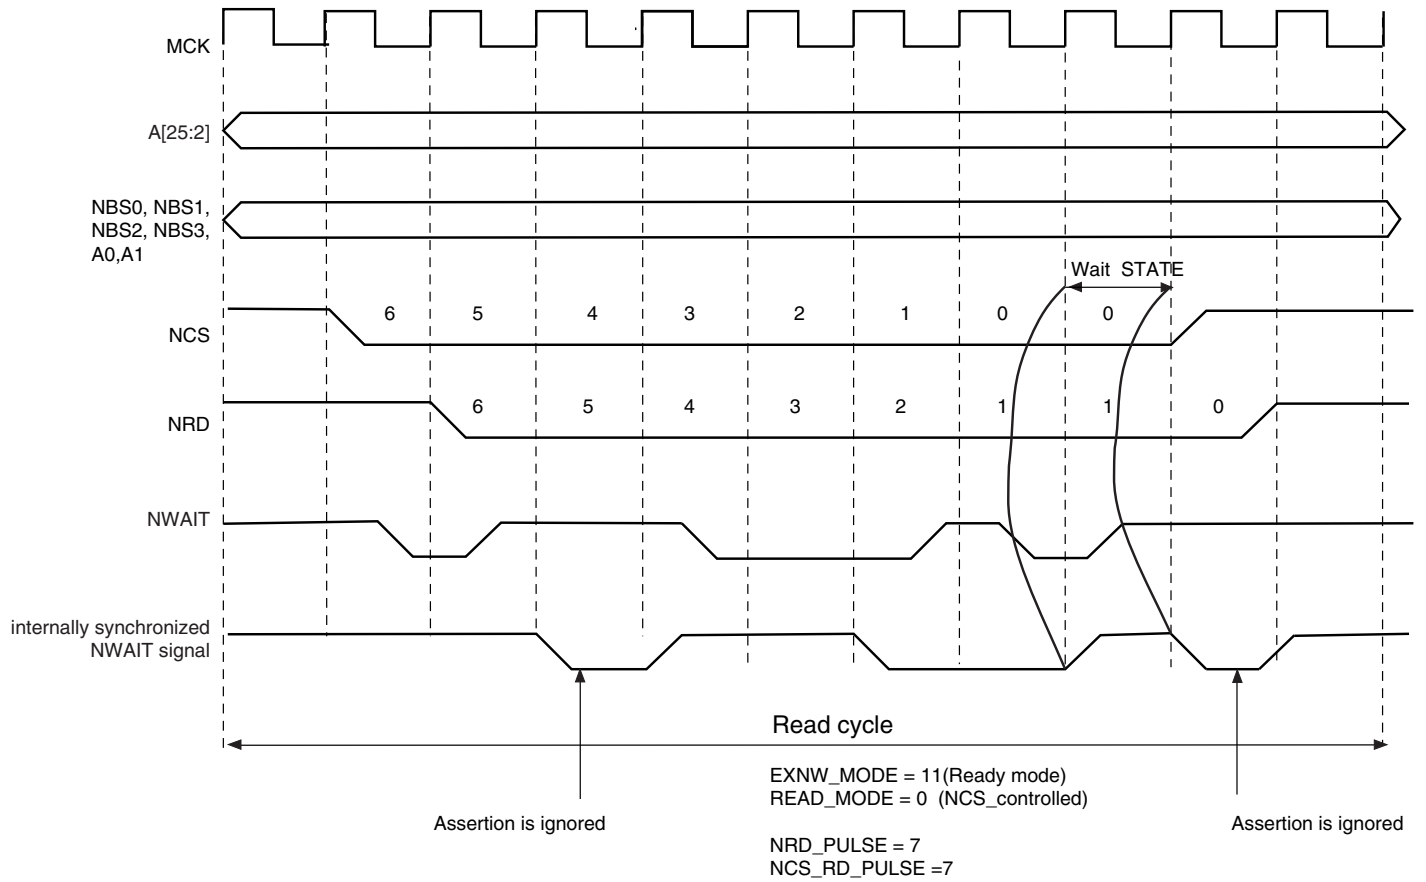 MCK
A[25:2]
NBS0, NBS1,
NBS2, NBS3,
A0,A1
Wait STATE
NCS
6 5 4 3 2 1 0 0
NRD
6 5 4 3 2 1 1 0
NWAIT
internally synchronized
NWAIT signal
Read cycle
EXNW_MODE = 11(Ready mode)
READ_MODE = 0 (NCS_controlled)
Assertion is ignored
Assertion is ignored
NRD_PULSE = 7
NCS_RD_PULSE =7